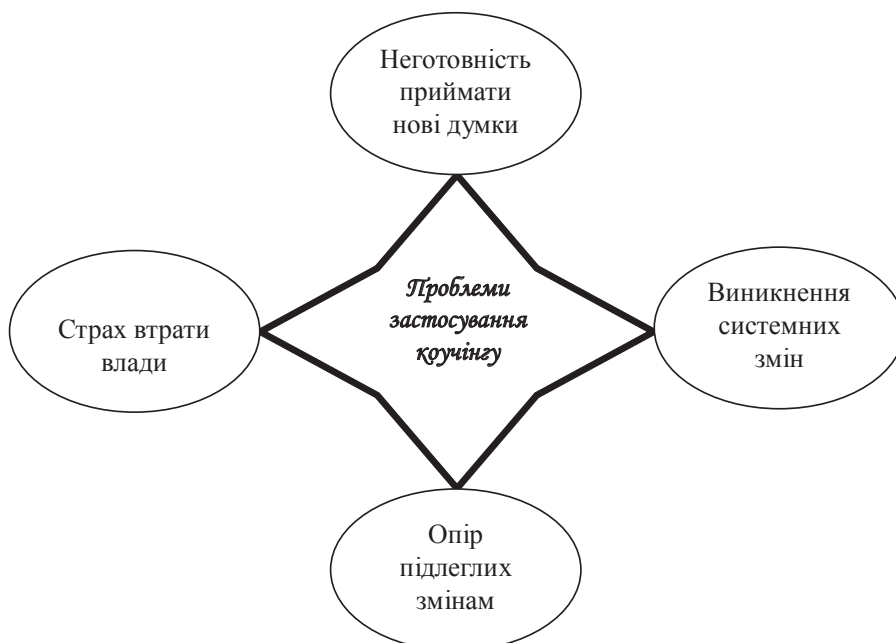 Неготовність
приймати
нові думки
Проблеми
застосування
коучінгу
Страх втрати
влади
Виникнення
системних
змін
Опір
підлеглих
змінам